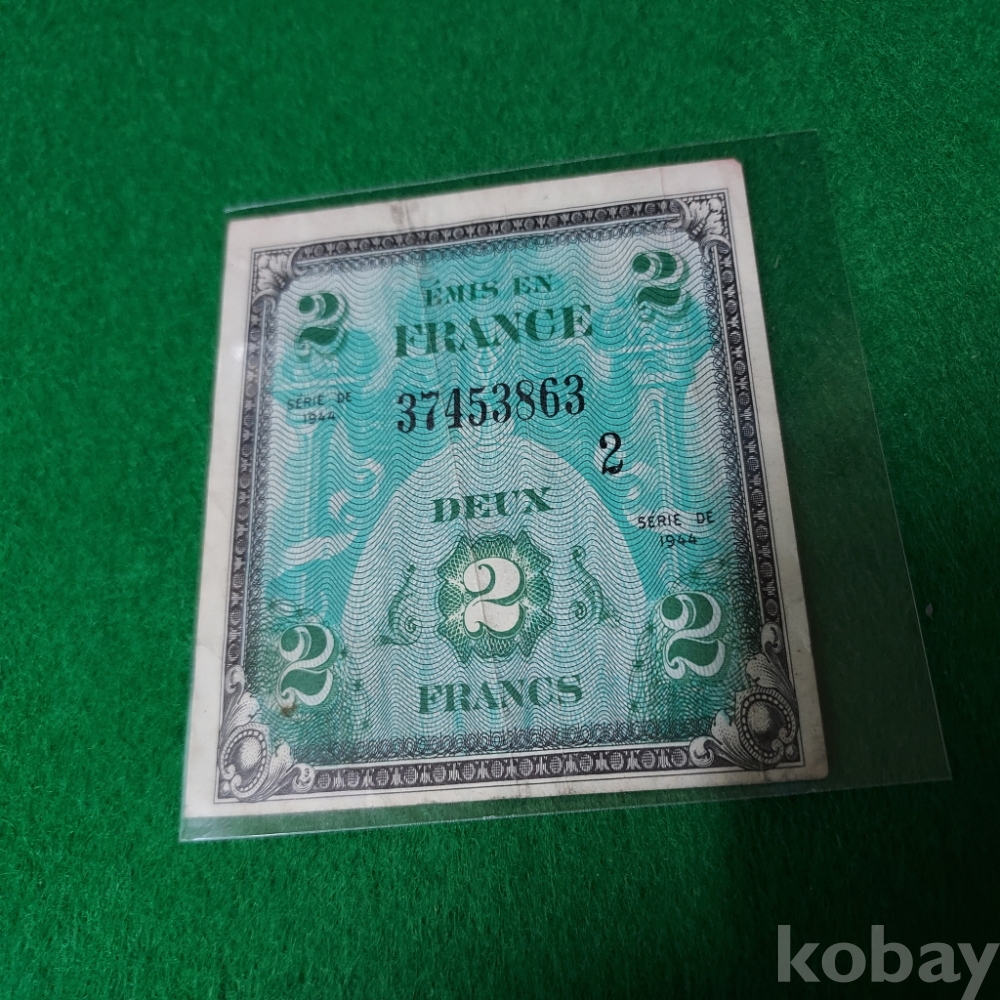 2 2
ÉMIS EN
FRANCE
SÉRIE DE
1944
37453863
2
DEUX
SÉRIE DE
1944
2
2 2
FRANCS
kobay